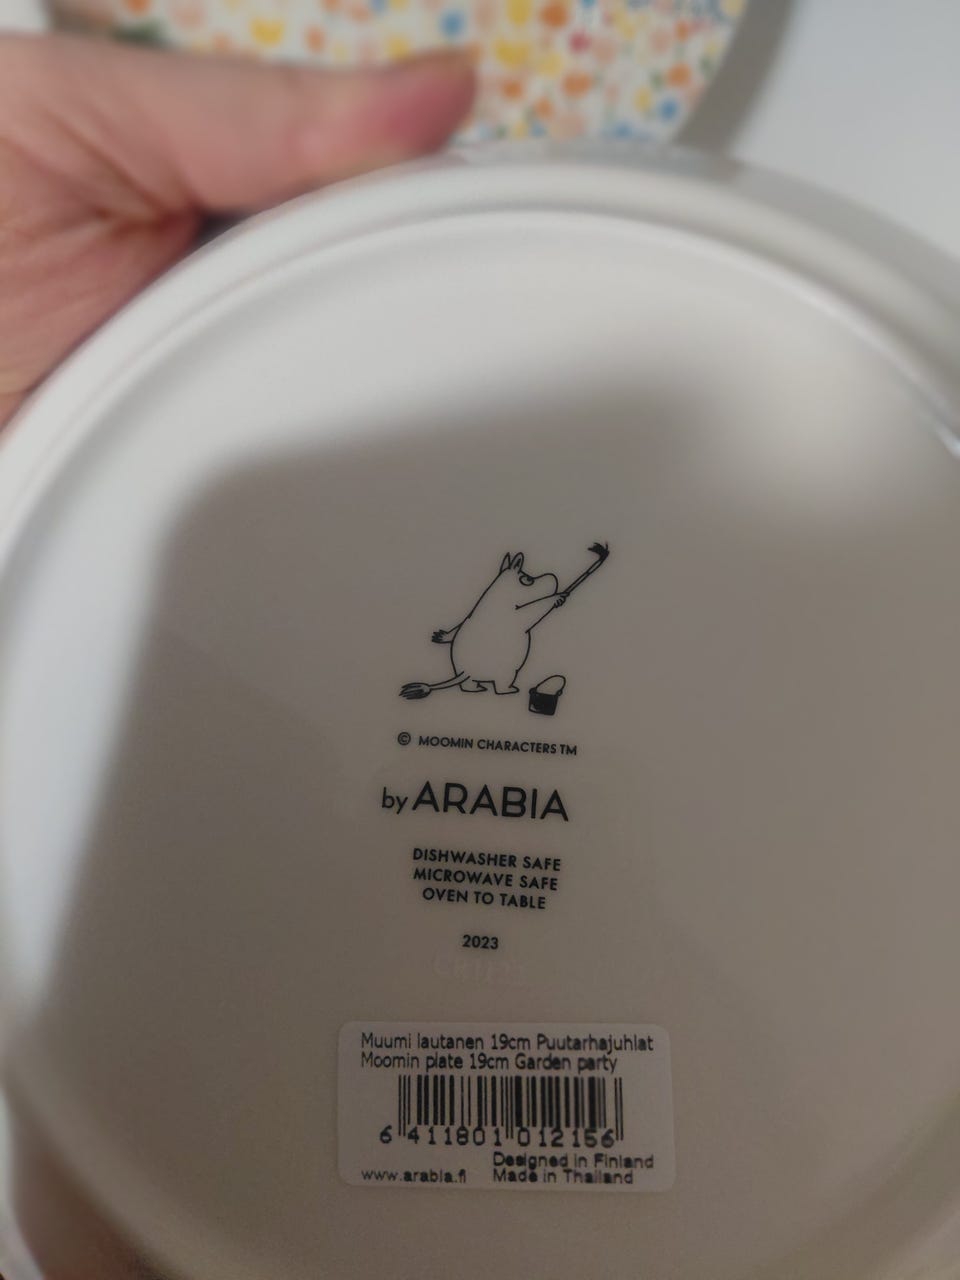 © MOOMIN CHARACTERS TM
by ARABIA
DISHWASHER SAFE
MICROWAVE SAFE
OVEN TO TABLE
2023
Muumi lautanen 19cm Puutarhajuhlat
Moomin plate 19cm Garden party
6 411801 012156
Designed in Finland
www.arabia.fi Made in Thailand